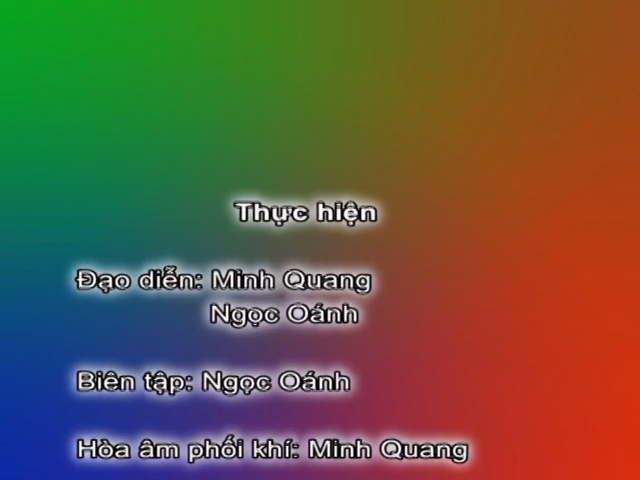 Thực hiện
Đạo diễn: Minh Quang
Ngọc Oánh
Biên tập: Ngọc Oánh
Hòa âm phối khí: Minh Quang